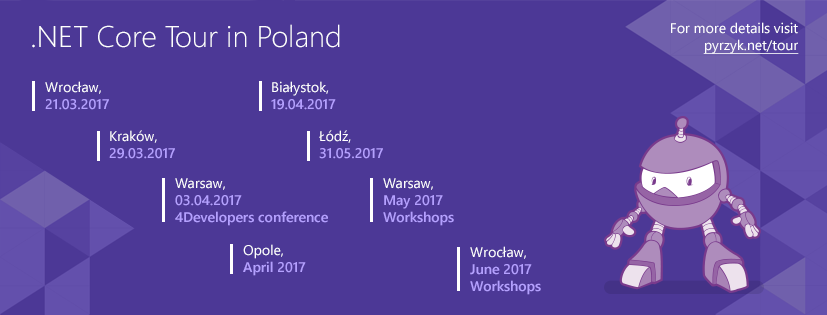 .NET Core Tour in Poland
For more details visit
pyrzyk.net/tour
Wrocław,
21.03.2017
Kraków,
29.03.2017
Warsaw,
03.04.2017
4Developers conference
Opole,
April 2017
Białystok,
19.04.2017
Łódź,
31.05.2017
Warsaw,
May 2017
Workshops
Wrocław,
June 2017
Workshops